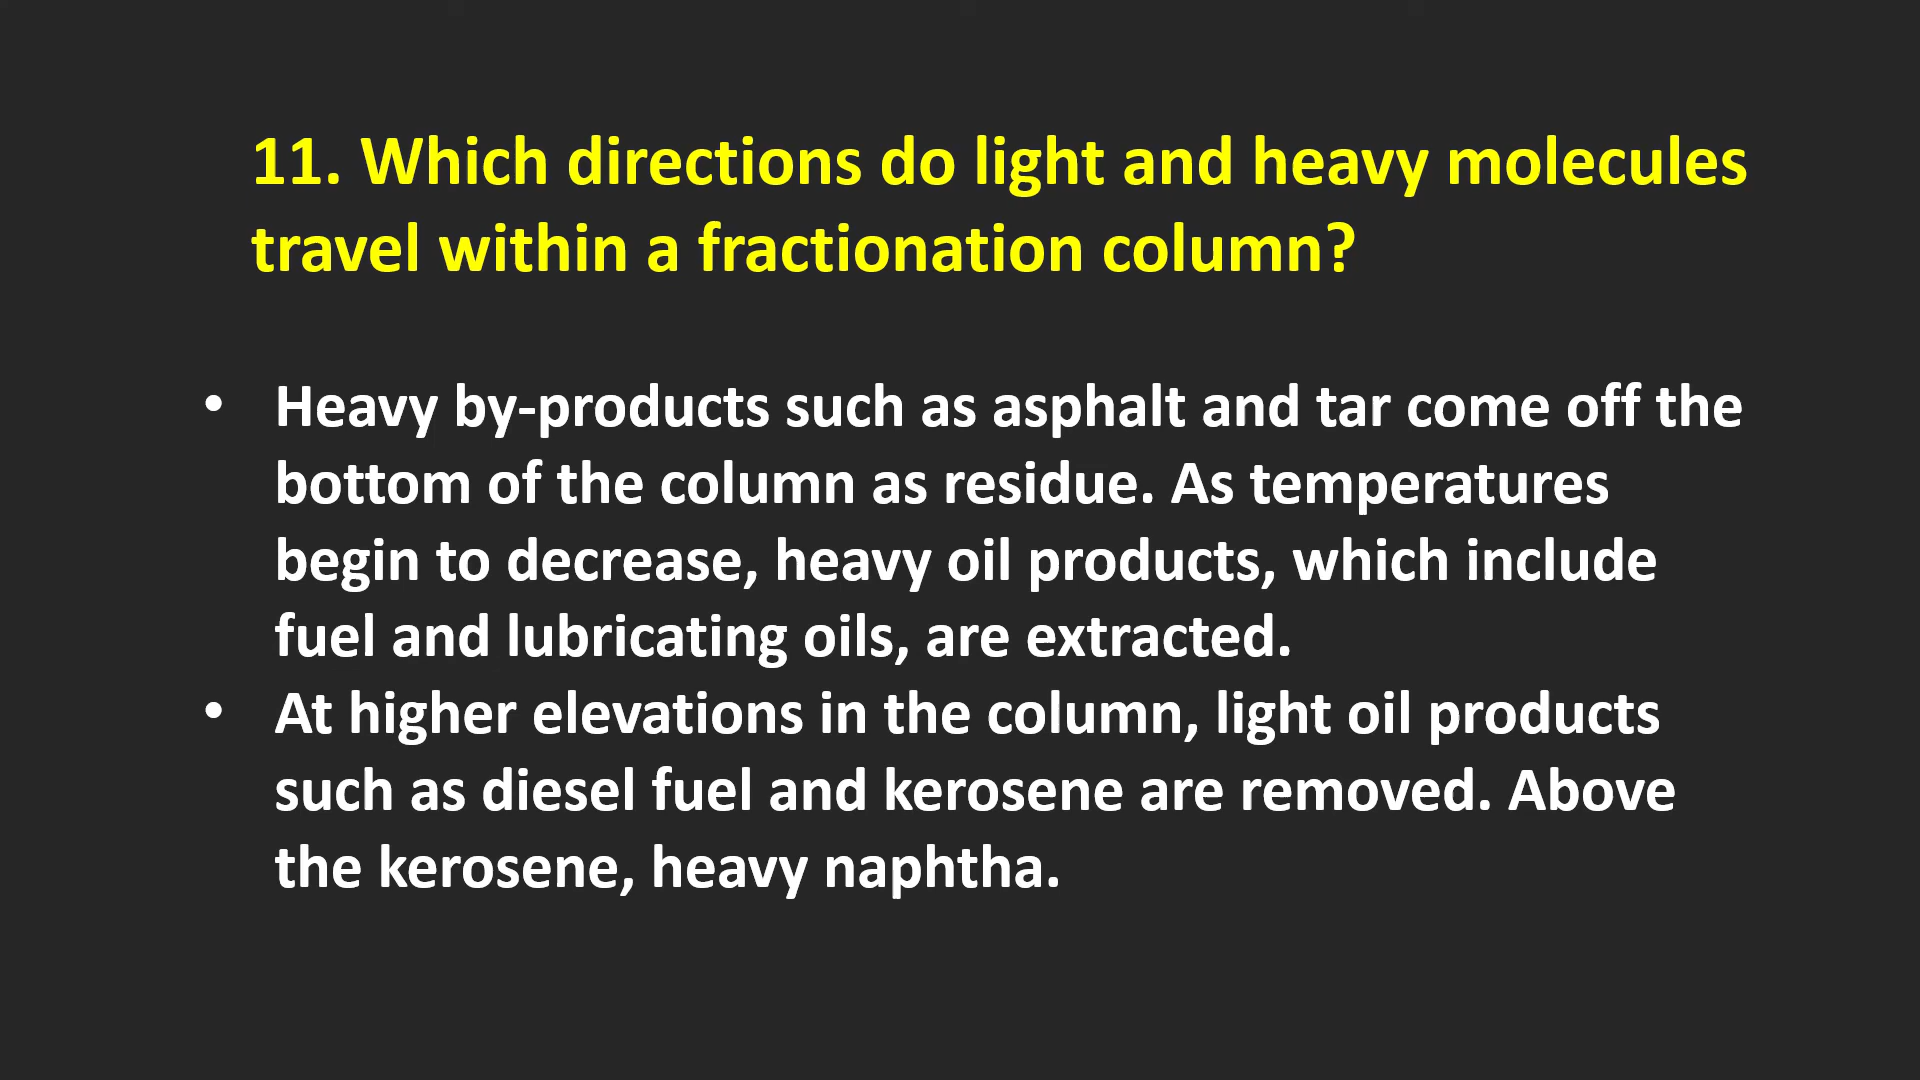 11. Which directions do light and heavy molecules
travel within a fractionation column?
• Heavy by-products such as asphalt and tar come off the
bottom of the column as residue. As temperatures
begin to decrease, heavy oil products, which include
fuel and lubricating oils, are extracted.
• At higher elevations in the column, light oil products
such as diesel fuel and kerosene are removed. Above
the kerosene, heavy naphtha.